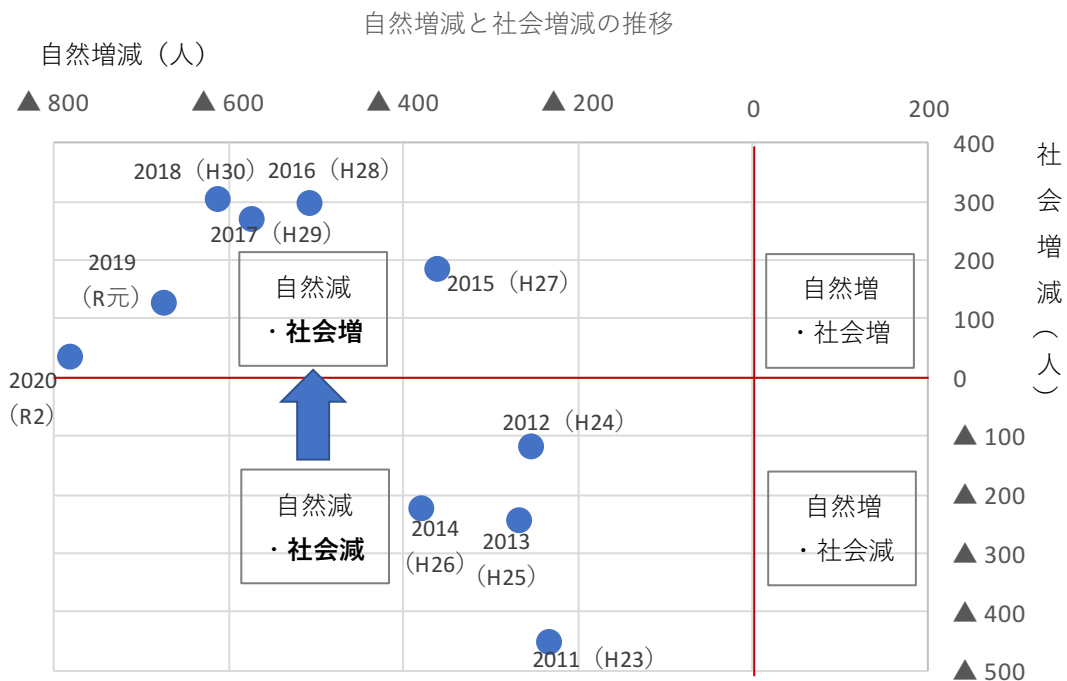 自然増減と社会増減の推移
自然増減（人）
▲ 800
▲ 600
▲ 400
▲ 200
0
200
400
300
200
100
0
▲ 100
▲ 200
▲ 300
▲ 400
▲ 500
社会増減（人）
2018（H30）
2016（H28）
2017（H29）
2019
（R元）
2015（H27）
2020
（R2）
自然減
・社会増
自然増
・社会増
2012（H24）
自然減
・社会減
2014
（H26）
2013
（H25）
自然増
・社会減
2011（H23）